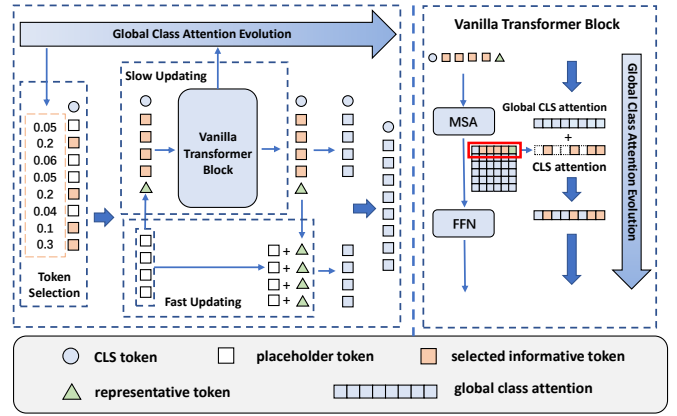 Global Class Attention Evolution
Slow Updating
0.05
0.2
0.06
0.05
0.2
0.04
0.1
0.3
Token
Selection
Vanilla
Transformer
Block
+
+
+
+
Fast Updating
Vanilla Transformer Block
MSA
FFN
Global CLS attention
+
CLS attention
Global Class Attention Evolution
CLS token
placeholder token
selected informative token
representative token
global class attention